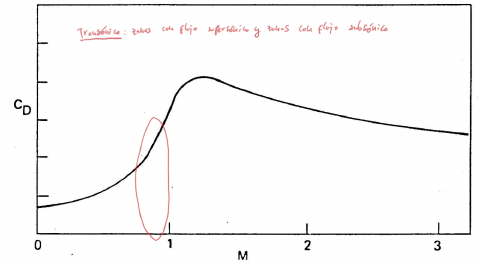 Transónico: zonas con flujo supersónico y zonas con flujo subsónico
CD
0 1 2 3
M